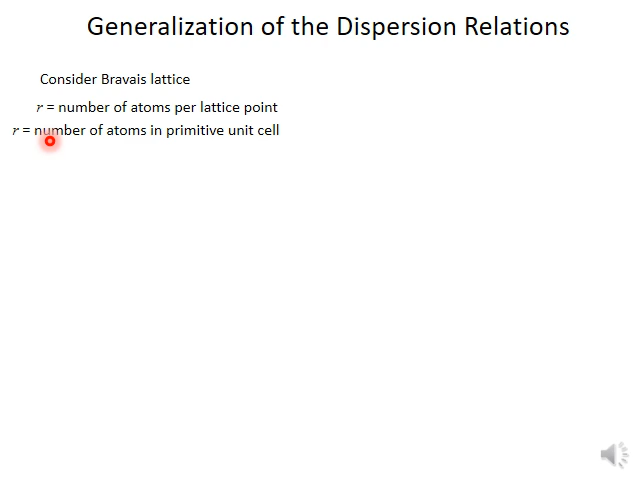 Generalization of the Dispersion Relations
Consider Bravais lattice
r = number of atoms per lattice point
r = number of atoms in primitive unit cell